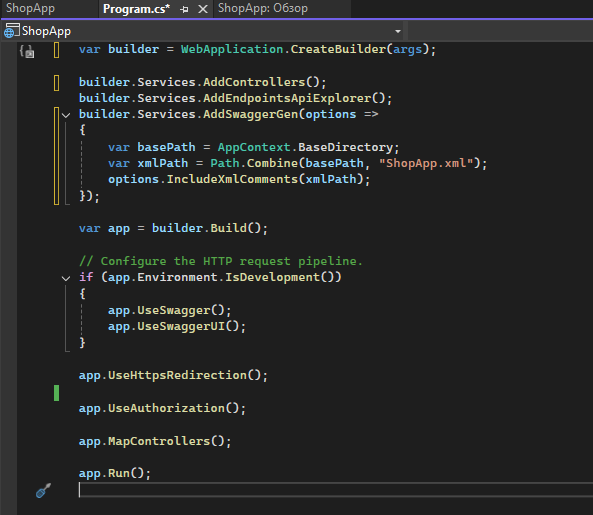 ShopApp
Program.cs*
ShopApp: Обзор
ShopApp
var builder = WebApplication.CreateBuilder(args);
builder.Services.AddControllers();
builder.Services.AddEndpointsApiExplorer();
builder.Services.AddSwaggerGen(options =>
{
    var basePath = AppContext.BaseDirectory;
    var xmlPath = Path.Combine(basePath, "ShopApp.xml");
    options.IncludeXmlComments(xmlPath);
});
var app = builder.Build();
// Configure the HTTP request pipeline.
if (app.Environment.IsDevelopment())
{
    app.UseSwagger();
    app.UseSwaggerUI();
}
app.UseHttpsRedirection();
app.UseAuthorization();
app.MapControllers();
app.Run();